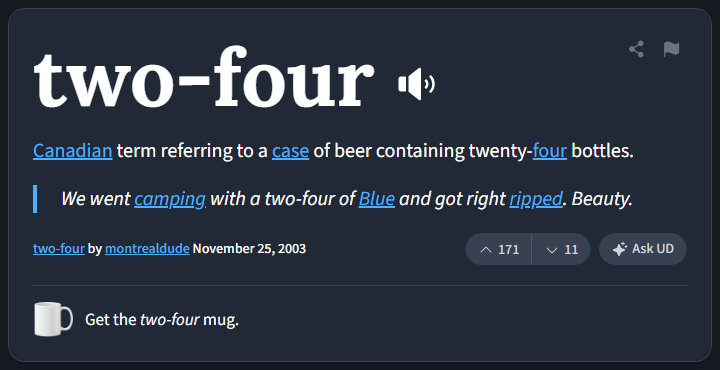 two-four
Canadian term referring to a case of beer containing twenty-four bottles.
We went camping with a two-four of Blue and got right ripped. Beauty.
two-four by montrealdude November 25, 2003
171
11
Ask UD
Get the two-four mug.